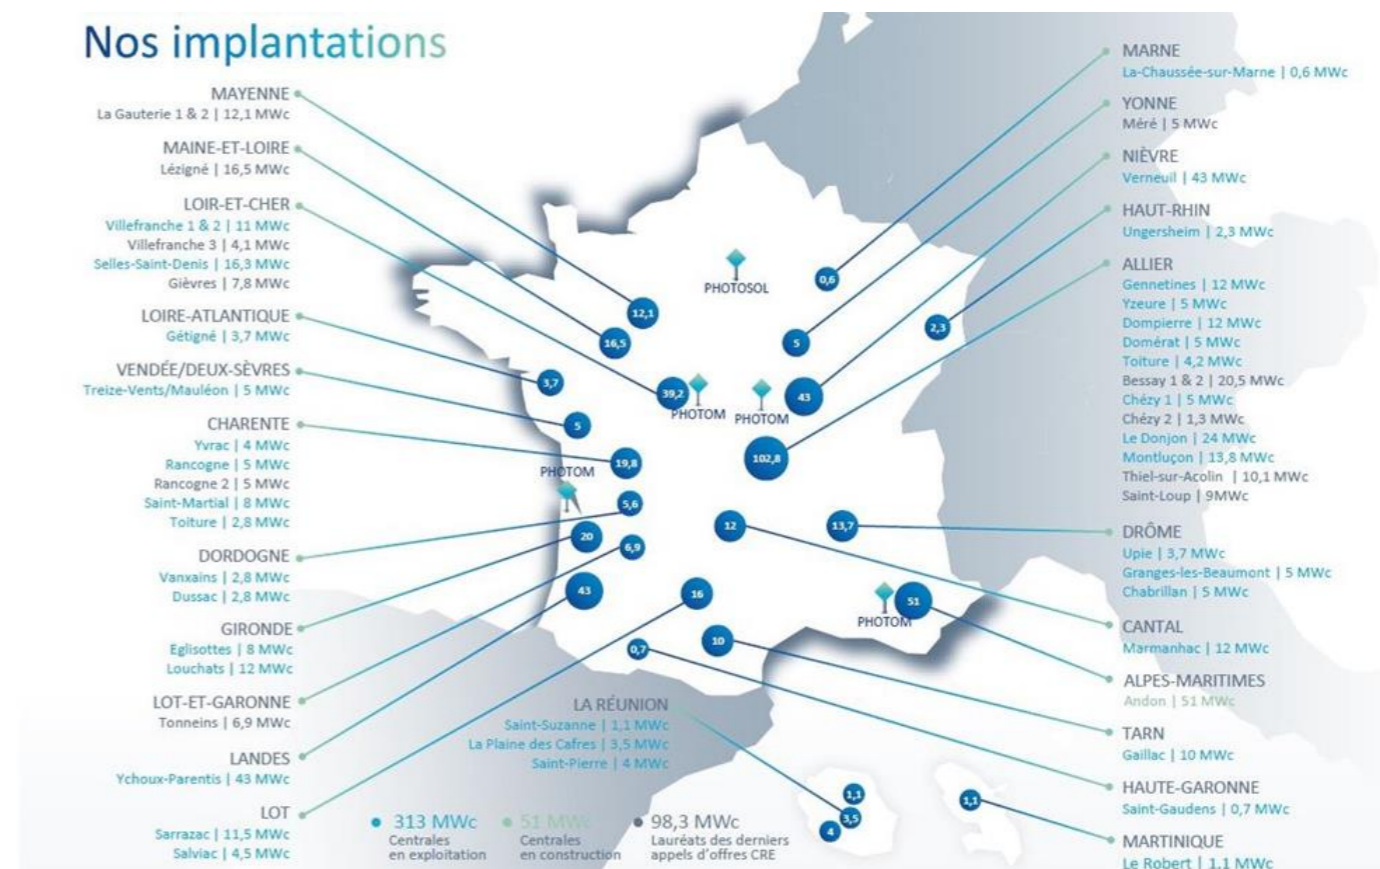 Nos implantations
MAYENNE
La Gauterie 1 & 2 | 12,1 MWc
MAINE-ET-LOIRE
Lézigné | 16,5 MWc
LOIR-ET-CHER
Villefranche 1 & 2 | 11 MWc
Villefranche 3 | 4,1 MWc
Selles-Saint-Denis | 16,3 MWc
Gièvres | 7,8 MWc
LOIRE-ATLANTIQUE
Gétigné | 3,7 MWc
VENDÉE/DEUX-SÈVRES
Treize-Vents/Mauléon | 5 MWc
CHARENTE
Yvrac | 4 MWc
Rancogne | 5 MWc
Rancogne 2 | 5 MWc
Saint-Martial | 8 MWc
Toiture | 2,8 MWc
DORDOGNE
Vanxains | 2,8 MWc
Dussac | 2,8 MWc
GIRONDE
Eglisottes | 8 MWc
Louchats | 12 MWc
LOT-ET-GARONNE
Tonneins | 6,9 MWc
LANDES
Ychoux-Parentis | 43 MWc
LOT
Sarrazac | 11,5 MWc
Salviac | 4,5 MWc
PHOTOSOL
0,6
12,1
16,5
5
2,3
3,7
39,2
PHOTOM
PHOTOM
43
5
19,8
102,8
PHOTOM
5,6
20
6,9
12
13,7
43
16
PHOTOM
51
0,7
10
LA RÉUNION
Saint-Suzanne | 1,1 MWc
La Plaine des Cafres | 3,5 MWc
Saint-Pierre | 4 MWc
1,1
3,5
4
1,1
313 MWc
Centrales
en exploitation
51 MWc
Centrales
en construction
98,3 MWc
Lauréats des derniers
appels d'offres CRE
MARNE
La-Chaussée-sur-Marne | 0,6 MWc
YONNE
Méré | 5 MWc
NIÈVRE
Verneuil | 43 MWc
HAUT-RHIN
Ungersheim | 2,3 MWc
ALLIER
Gennetines | 12 MWc
Yzeure | 5 MWc
Dompierre | 12 MWc
Domérat | 5 MWc
Toiture | 4,2 MWc
Bessay 1 & 2 | 20,5 MWc
Chézy 1 | 5 MWc
Chézy 2 | 1,3 MWc
Le Donjon | 24 MWc
Montluçon | 13,8 MWc
Thiel-sur-Acolin | 10,1 MWc
Saint-Loup | 9MWc
DRÔME
Upie | 3,7 MWc
Granges-les-Beaumont | 5 MWc
Chabrillan | 5 MWc
CANTAL
Marmanhac | 12 MWc
ALPES-MARITIMES
Andon | 51 MWc
TARN
Gaillac | 10 MWc
HAUTE-GARONNE
Saint-Gaudens | 0,7 MWc
MARTINIQUE
Le Robert | 1,1 MWc